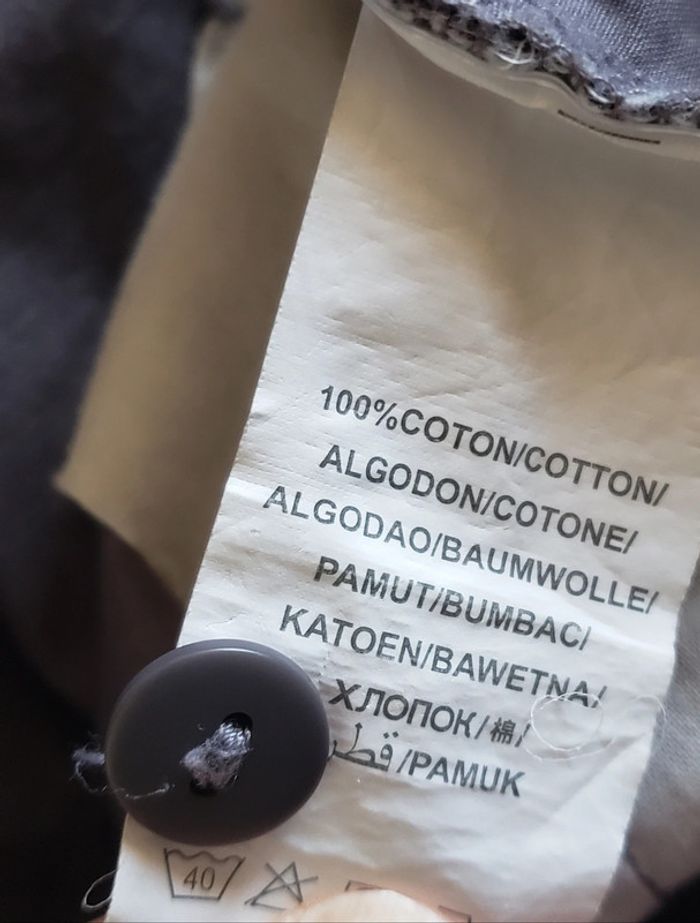 100%COTON/COTTON/
ALGODON/COTONE/
ALGODAO/BAUMWOLLE/
PAMUT/BUMBAC/
KATOEN/BAWETNA/
ХЛОПОК/棉/
قطن/PAMUK
40